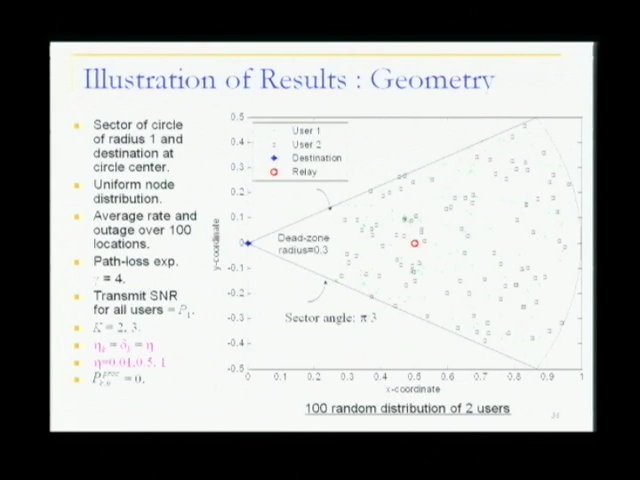 Illustration of Results : Geometry
Sector of circle
of radius 1 and
destination at
circle center.
Uniform node
distribution.
Average rate and
outage over 100
locations.
Path-loss exp.
γ = 4.
Transmit SNR
for all users = P₁.
K = 2, 3.
η = 0.01,0.5, 1
= 0.
0.5
0.4
0.3
0.2
0.1
0
-0.1
-0.2
-0.3
-0.4
-0.5
y-coordinate
User 1
User 2
Destination
Relay
Dead-zone
radius=0.3
Sector angle: π/3
0 0.1 0.2 0.3 0.4 0.5 0.6 0.7 0.8 0.9 1
x-coordinate
100 random distribution of 2 users